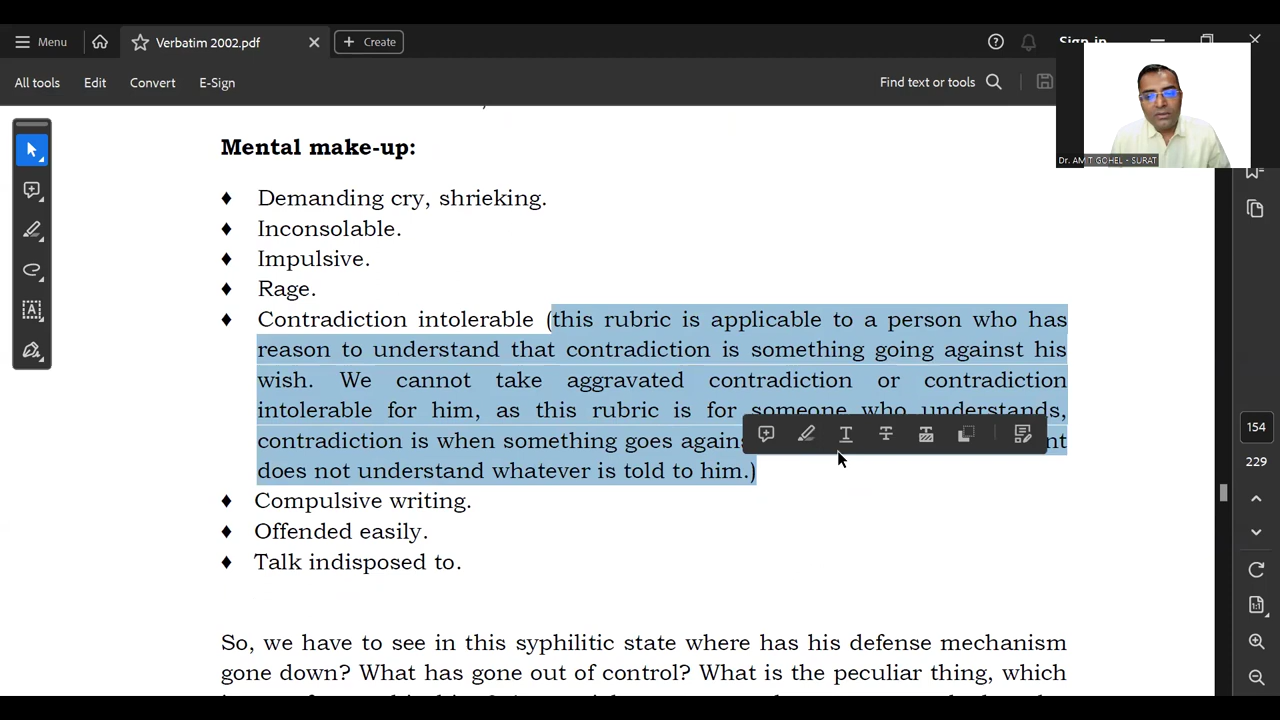 Menu
Verbatim 2002.pdf
Create
Sign in
All tools
Edit
Convert
E-Sign
Find text or tools
Dr. AMIT GOHEL - SURAT
Mental make-up:
♦ Demanding cry, shrieking.
♦ Inconsolable.
♦ Impulsive.
♦ Rage.
♦ Contradiction intolerable (this rubric is applicable to a person who has
reason to understand that contradiction is something going against his
wish. We cannot take aggravated contradiction or contradiction
intolerable for him, as this rubric is for someone who understands,
contradiction is when something goes
does not understand whatever is told to him.)
♦ Compulsive writing.
♦ Offended easily.
♦ Talk indisposed to.
154
229
So, we have to see in this syphilitic state where has his defense mechanism
gone down? What has gone out of control? What is the peculiar thing, which